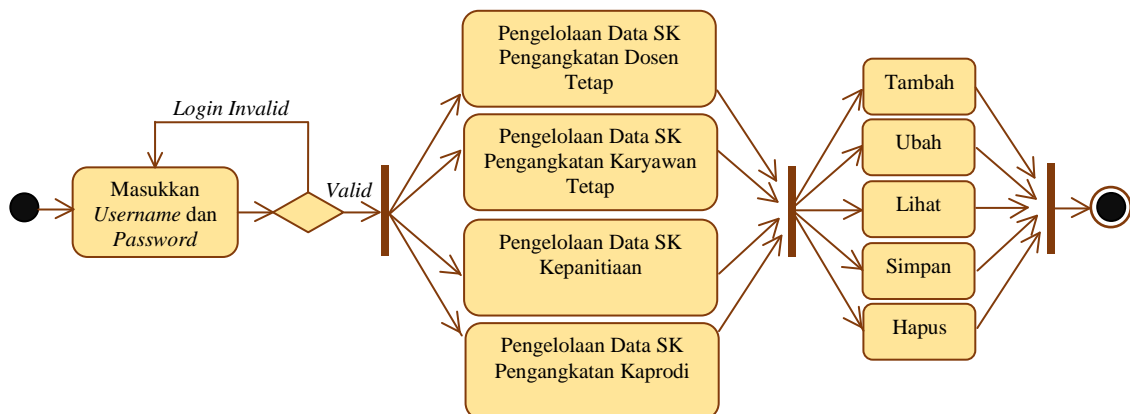 Login Invalid
Masukkan
Username dan
Password
Valid
Pengelolaan Data SK
Pengangkatan Dosen
Tetap
Pengelolaan Data SK
Pengangkatan Karyawan
Tetap
Pengelolaan Data SK
Kepanitiaan
Pengelolaan Data SK
Pengangkatan Kaprodi
Tambah
Ubah
Lihat
Simpan
Hapus